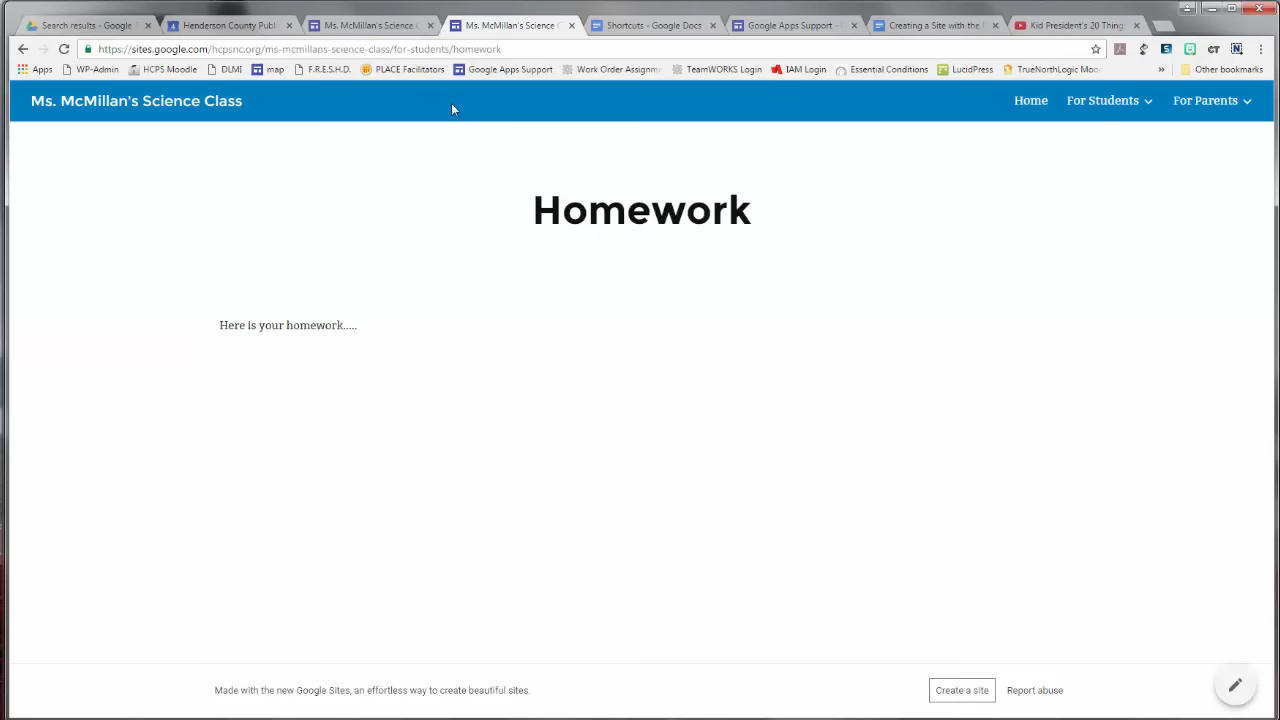 Search results - Google
Henderson County Publi
Ms. McMillan's Science C
Ms. McMillan's Science C
Shortcuts - Google Docs
Google Apps Support -
Creating a Site with the
Kid President's 20 Thing
https://sites.google.com/hcpsnc.org/ms-mcmillans-science-class/for-students/homework
Apps WP-Admin HCPS Moodle DLMI map F.R.E.S.H.D. PLACE Facilitators Google Apps Support Work Order Assignm TeamWORKS Login IAM Login Essential Conditions LucidPress TrueNorthLogic Moo » Other bookmarks
Ms. McMillan's Science Class
Home For Students For Parents
Homework
Here is your homework.....
Made with the new Google Sites, an effortless way to create beautiful sites.
Create a site Report abuse